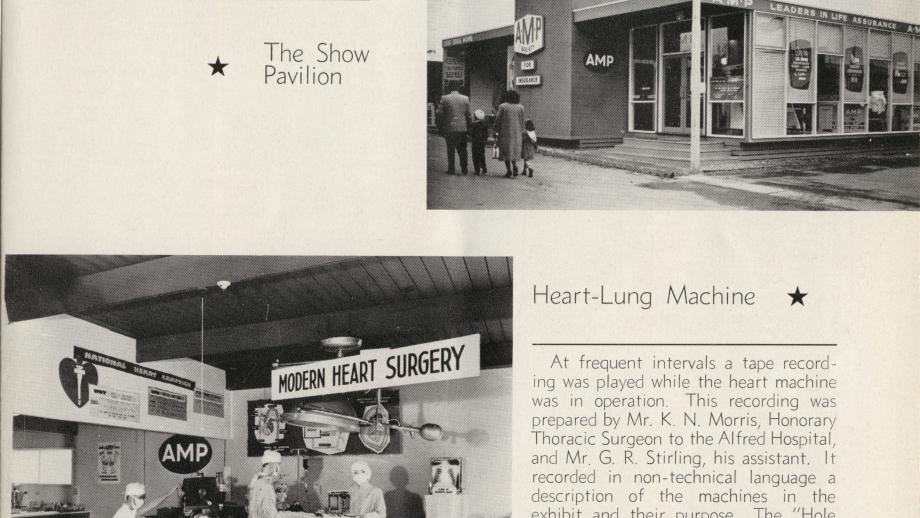 The Show
Pavilion
AMP
SOCIETY
FOR
INSURANCE
AMP
AMP
LEADERS IN LIFE ASSURANCE
Heart-Lung Machine
At frequent intervals a tape record-
ing was played while the heart machine
was in operation. This recording was
prepared by Mr. K. N. Morris, Honorary
Thoracic Surgeon to the Alfred Hospital,
and Mr. G. R. Stirling, his assistant. It
recorded in non-technical language a
description of the machines in the
exhibit and their purpose. The "Hole
NATIONAL HEART CAMPAIGN
MODERN HEART SURGERY
AMP